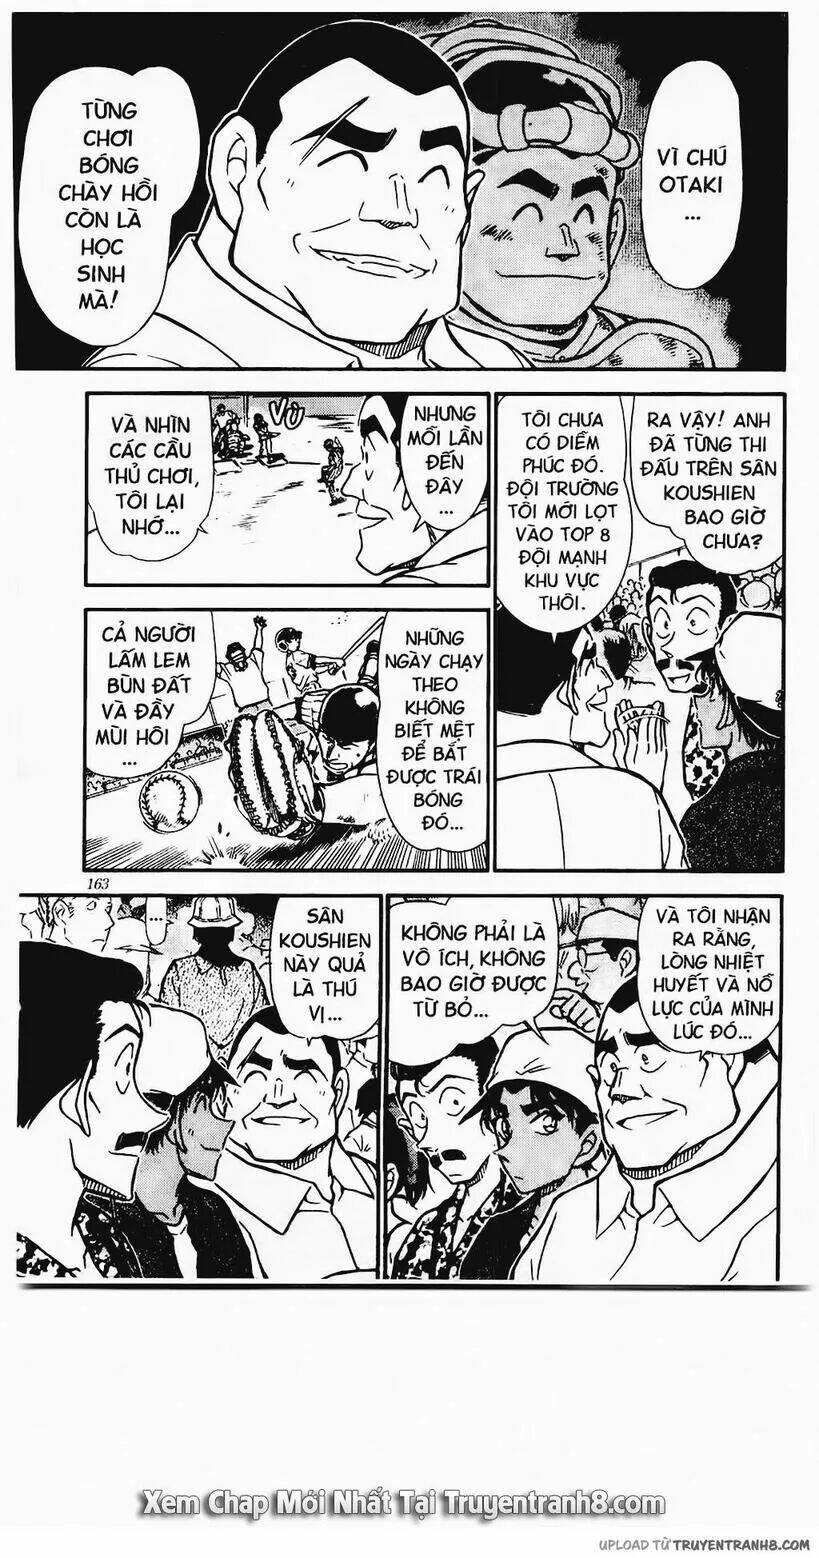 VÌ CHÚ
OTAKI
...
TỪNG
CHƠI
BÓNG
CHÀY HỒI
CÒN LÀ
HỌC
SINH
MÀ!
RA VẬY! ANH
ĐÃ TỪNG THI
ĐẤU TRÊN SÂN
KOUSHIEN
BAO GIỜ
CHƯA?
TÔI CHƯA
CÓ DIỄM
PHÚC ĐÓ.
ĐỘI TRƯỜNG
TÔI MỚI LỌT
VÀO TOP 8
ĐỘI MẠNH
KHU VỰC
THÔI.
NHƯNG
MỖI LẦN
ĐẾN
ĐÂY
...
VÙ
VÀ NHÌN
CÁC CẦU
THỦ CHƠI,
TÔI LẠI
NHỚ...
NHỮNG
NGÀY CHẠY
THEO
KHÔNG
BIẾT MỆT
ĐỂ BẮT
ĐƯỢC TRÁI
BÓNG
ĐÓ...
CẢ NGƯỜI
LẤM LEM
BÙN ĐẤT
VÀ ĐẦY
MÙI HÔI
...
163
VÀ TÔI NHẬN
RA RẰNG,
LÒNG NHIỆT
HUYẾT VÀ NỖ
LỰC CỦA MÌNH
LÚC ĐÓ...
KHÔNG PHẢI LÀ
VÔ ÍCH, KHÔNG
BAO GIỜ ĐƯỢC
TỪ BỎ...
SÂN
KOUSHIEN
NÀY QUẢ
LÀ THÚ
VỊ...
...
Xem Chap Mới Nhất Tại Truyentranh8.com
UPLOAD TỪ TRUYENTRANH8.COM